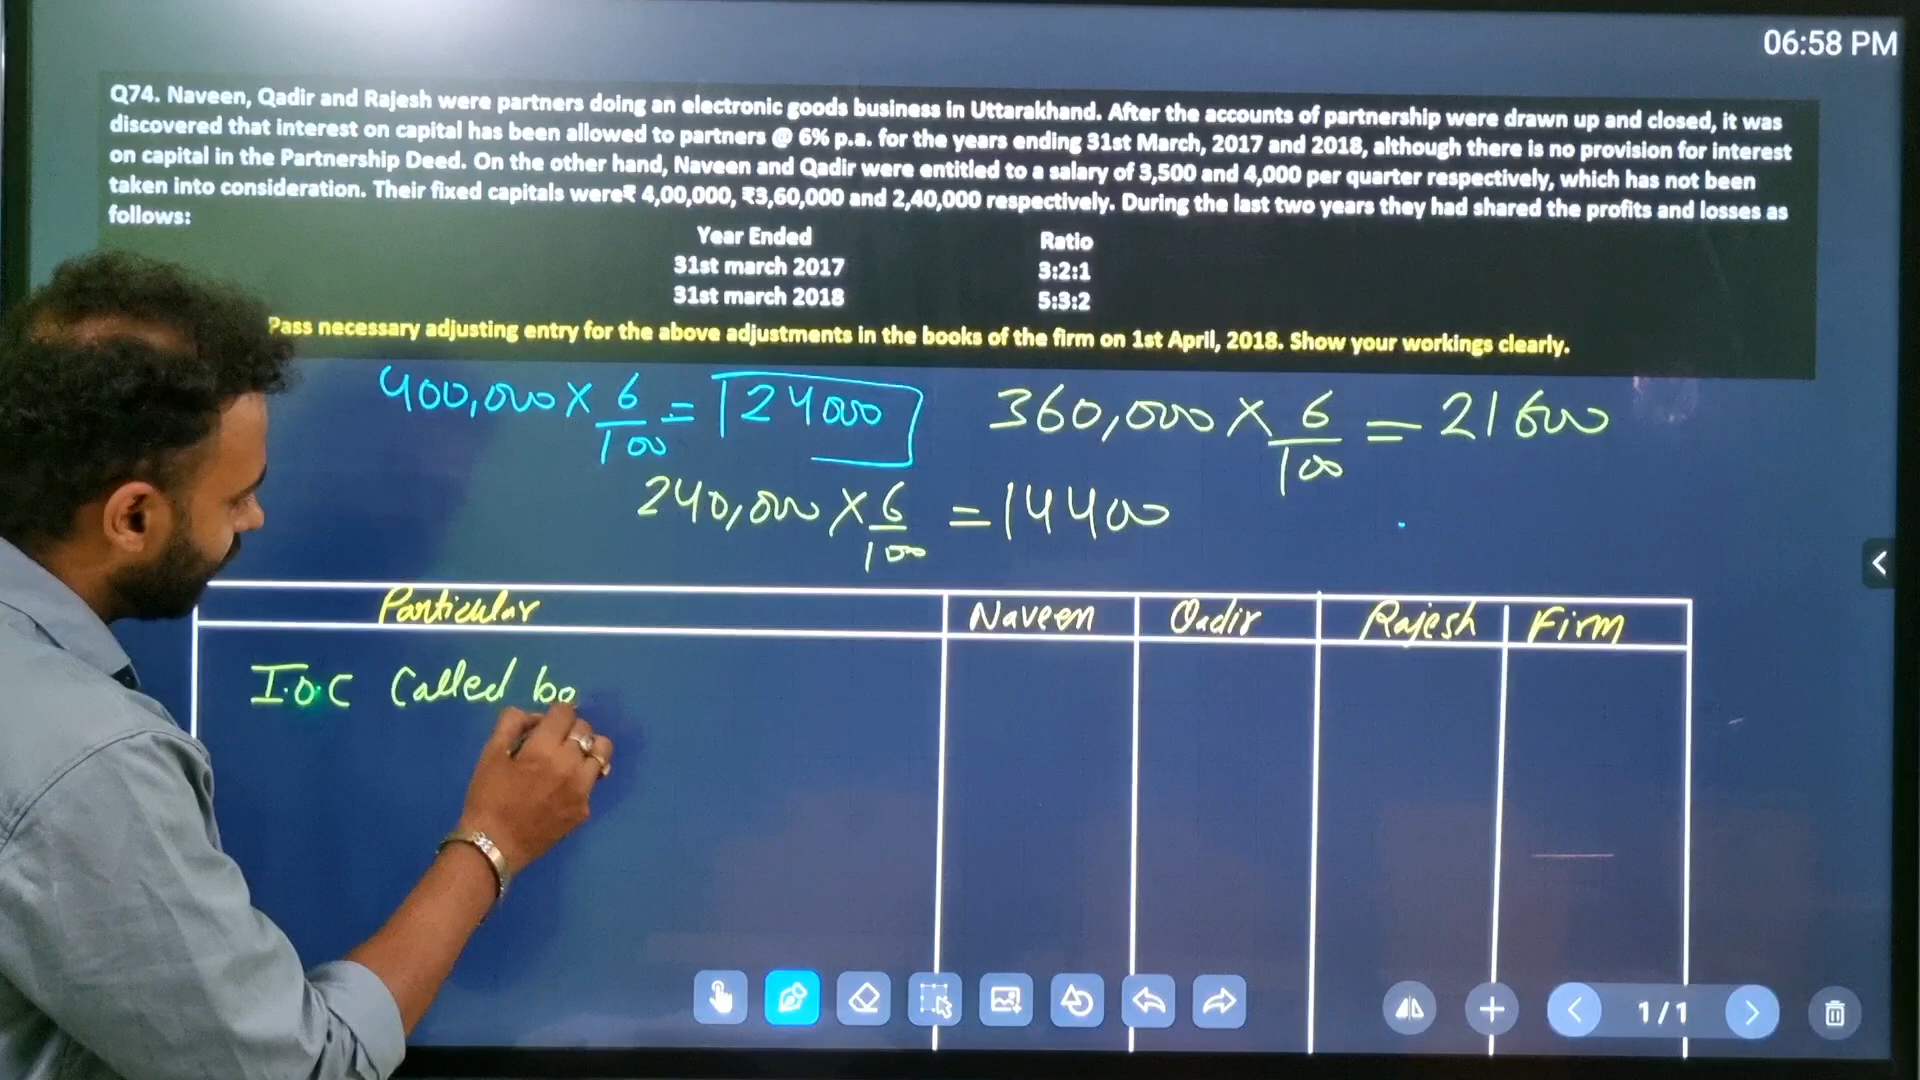 06:58 PM
Q74. Naveen, Qadir and Rajesh were partners doing an electronic goods business in Uttarakhand. After the accounts of partnership were drawn up and closed, it was
discovered that interest on capital has been allowed to partners @ 6% p.a. for the years ending 31st March, 2017 and 2018, although there is no provision for interest
on capital in the Partnership Deed. On the other hand, Naveen and Qadir were entitled to a salary of 3,500 and 4,000 per quarter respectively, which has not been
taken into consideration. Their fixed capitals were₹ 4,00,000, ₹3,60,000 and 2,40,000 respectively. During the last two years they had shared the profits and losses as
follows:
Year Ended Ratio
31st march 2017 3:2:1
31st march 2018 5:3:2
Pass necessary adjusting entry for the above adjustments in the books of the firm on 1st April, 2018. Show your workings clearly.
400,000 × 6/100 = 24000 360,000 × 6/100 = 21600
240,000 × 6/100 = 14400
Particular Naveen Qadir Rajesh Firm
I.O.C Called ba
1/1